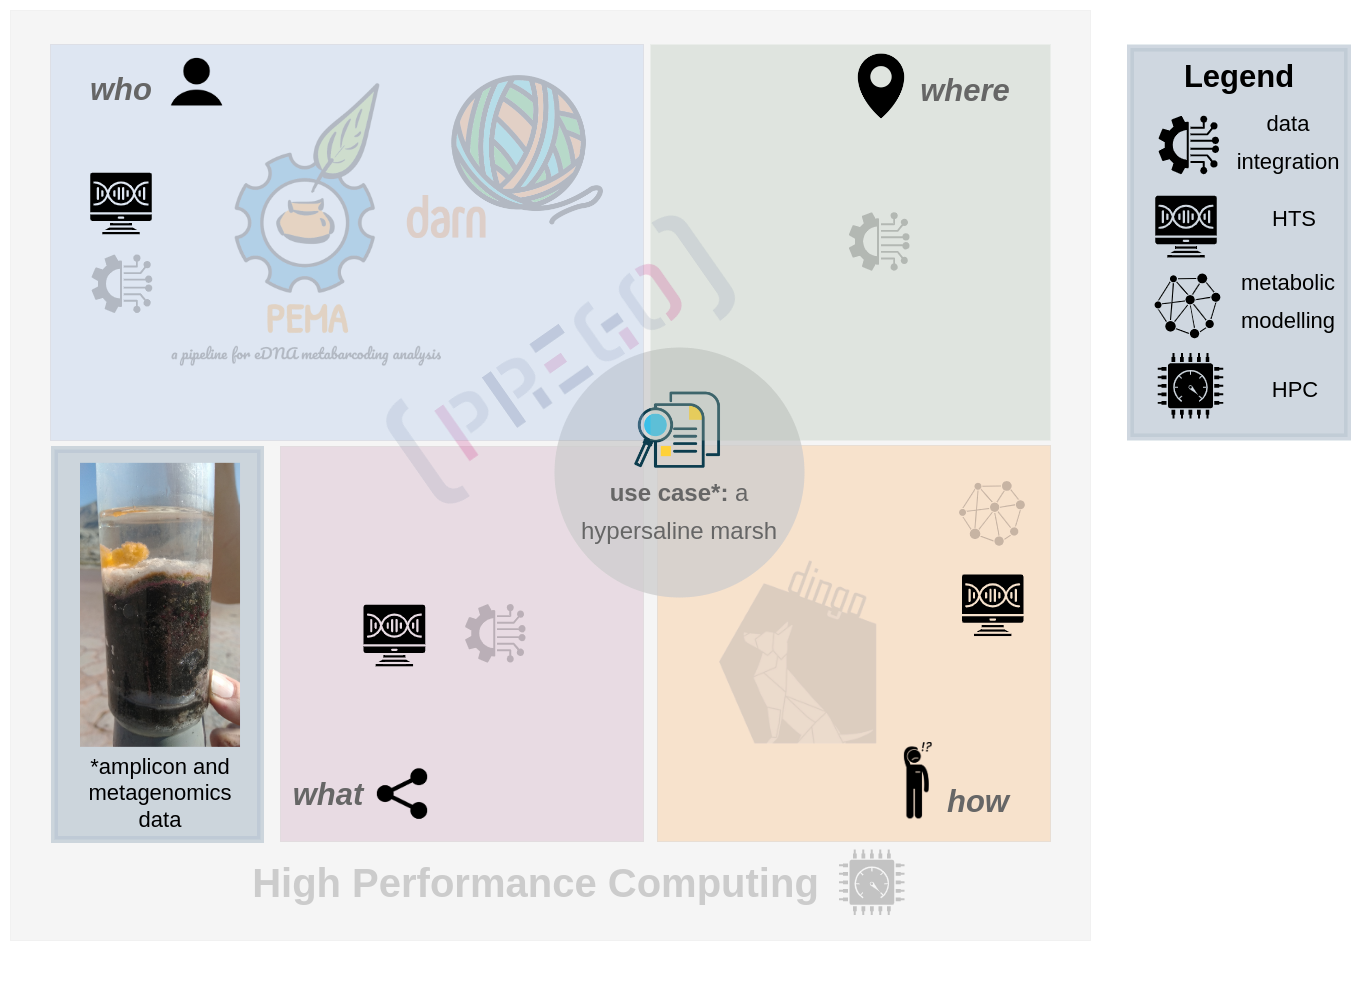 who
where
darn
PEMA
a pipeline for eDNA metabarcoding analysis
PREGO
use case*: a
hypersaline marsh
dingo
!?
what
how
*amplicon and
metagenomics
data
High Performance Computing
Legend
data
integration
HTS
metabolic
modelling
HPC